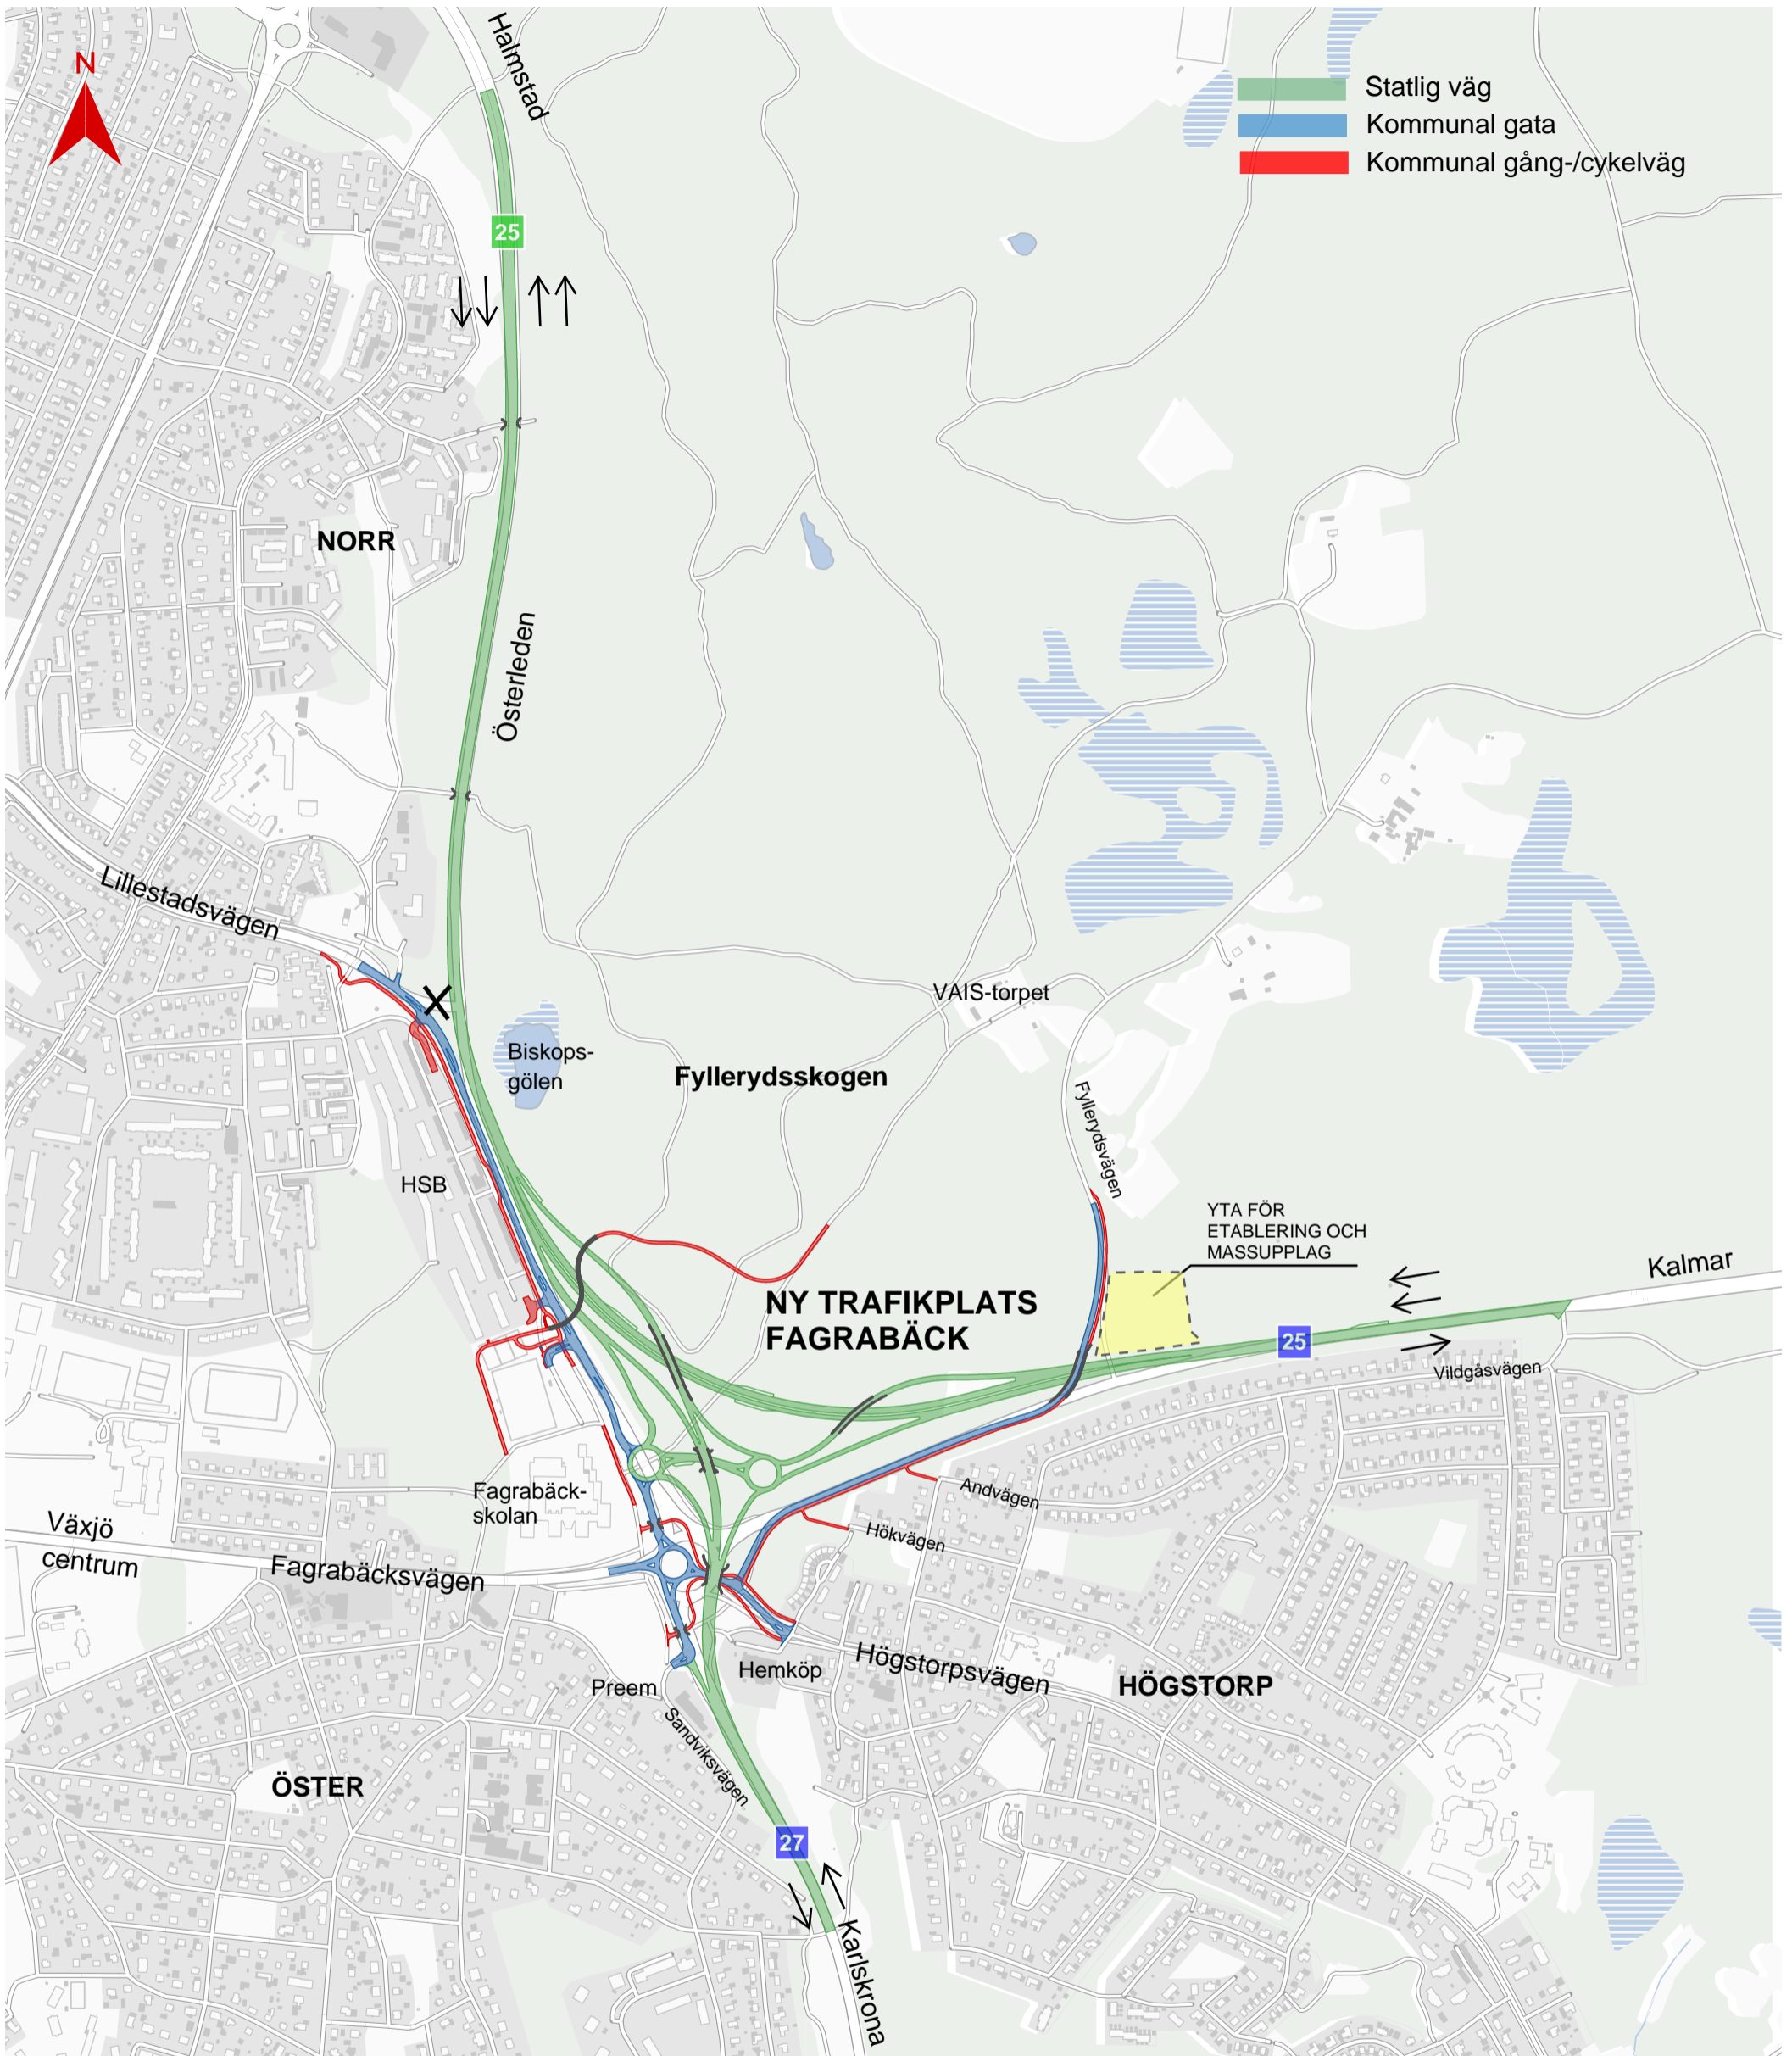 N
Halmstad
Statlig väg
Kommunal gata
Kommunal gång-/cykelväg
25
NORR
Österleden
Lillestadsvägen
VAIS-torpet
Biskops-
gölen
Fyllerydsskogen
Fyllerydsvägen
HSB
YTA FÖR
ETABLERING OCH
MASSUPPLAG
Kalmar
NY TRAFIKPLATS
FAGRABÄCK
25
Vildgåsvägen
Fagrabäck-
skolan
Andvägen
Växjö
centrum
Hökvägen
Fagrabäcksvägen
Högstorpsvägen
Hemköp
Preem
HÖGSTORP
Sandviksvägen
ÖSTER
27
Karlskrona